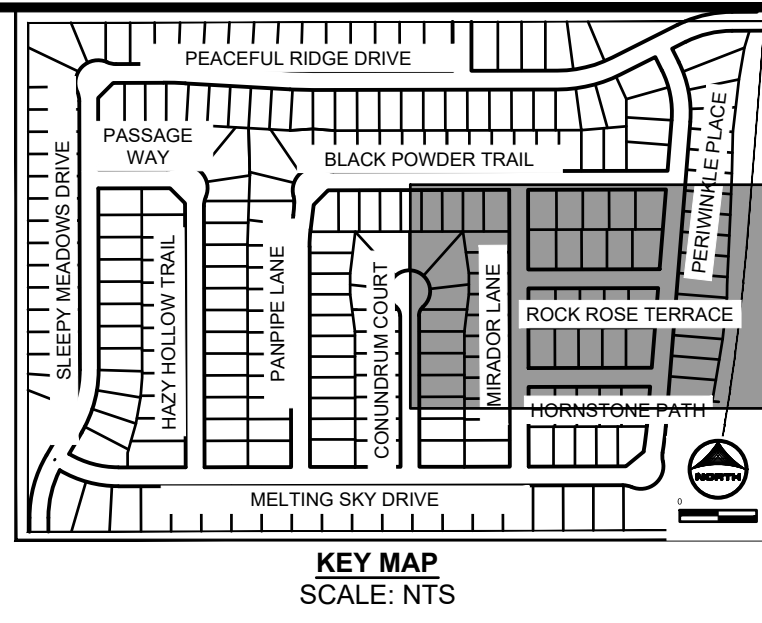 PEACEFUL RIDGE DRIVE
PASSAGE
WAY
BLACK POWDER TRAIL
SLEEPY MEADOWS DRIVE
HAZY HOLLOW TRAIL
PANPIPE LANE
CONUNDRUM COURT
MIRADOR LANE
PERIWINKLE PLACE
ROCK ROSE TERRACE
HORNSTONE PATH
MELTING SKY DRIVE
NORTH
0
KEY MAP
SCALE: NTS